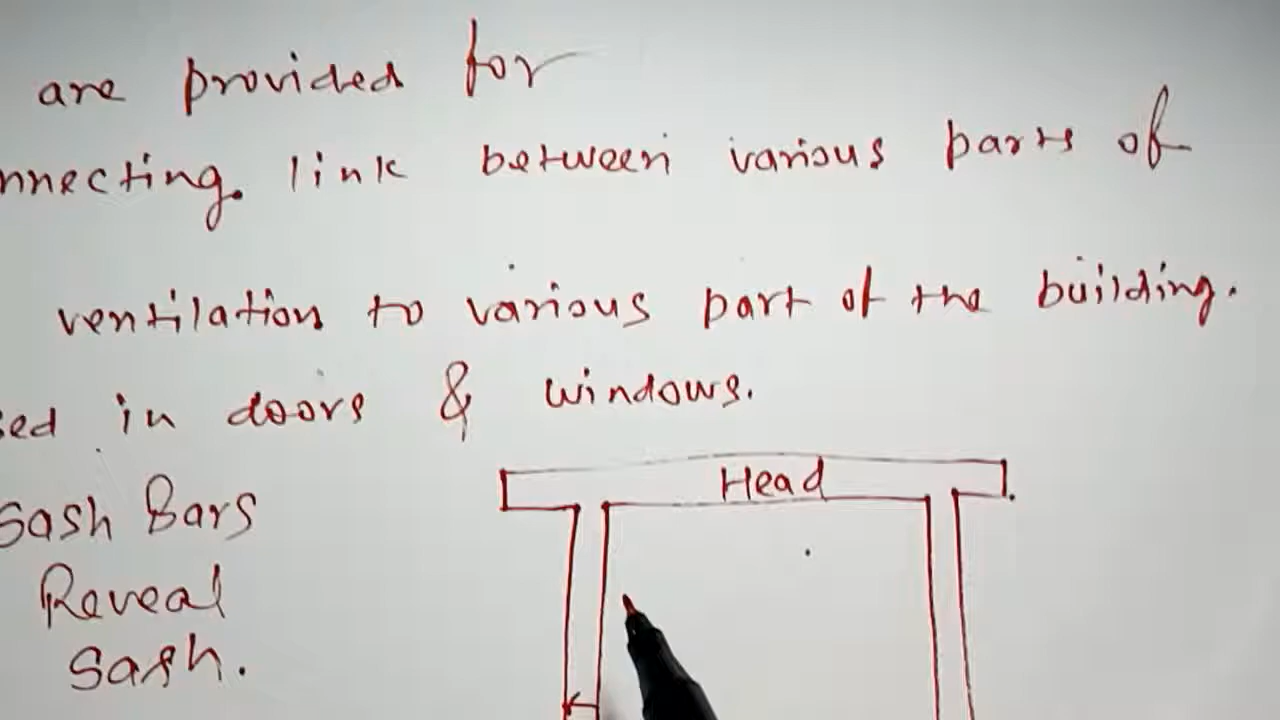 are provided for
nnecting. link between various parts of
ventilation to various part of the building.
sed in doors & windows.
Head
Sash Bars
Reveal
Sash.